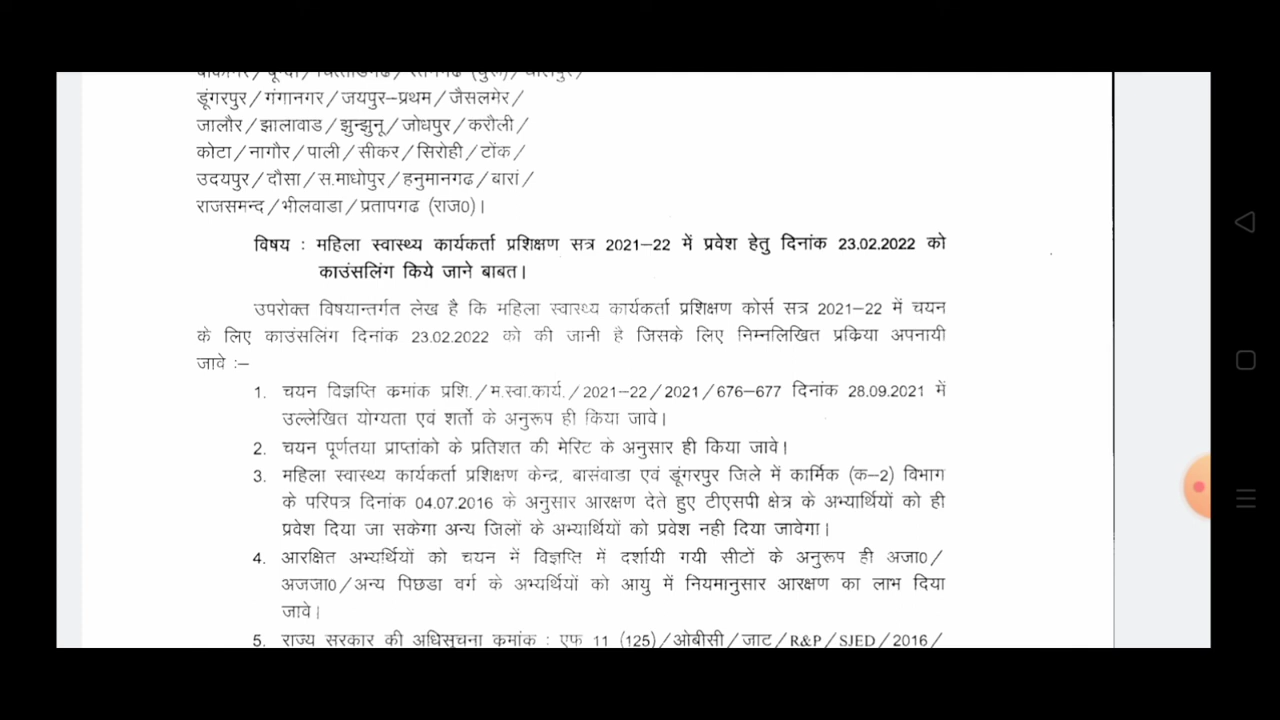 डूंगरपुर/गंगानगर/जयपुर–प्रथम/जैसलमेर/
जालौर/झालावाड/झुन्झुनू/जोधपुर/करौली/
कोटा/नागौर/पाली/सीकर/सिरोही/टोंक/
उदयपुर/दौसा/स.माधोपुर/हनुमानगढ/बारां/
राजसमन्द/भीलवाडा/प्रतापगढ (राज0)।
विषय : महिला स्वास्थ्य कार्यकर्ता प्रशिक्षण सत्र 2021–22 में प्रवेश हेतु दिनांक 23.02.2022 को
काउंसलिंग किये जाने बाबत।
उपरोक्त विषयान्तर्गत लेख है कि महिला स्वास्थ्य कार्यकर्ता प्रशिक्षण कोर्स सत्र 2021–22 में चयन
के लिए काउंसलिंग दिनांक 23.02.2022 को की जानी है जिसके लिए निम्नलिखित प्रक्रिया अपनायी
जावे :–
1. चयन विज्ञप्ति कमांक प्रशि./म.स्वा.कार्य./2021–22/2021/676–677 दिनांक 28.09.2021 में
उल्लेखित योग्यता एवं शर्तो के अनुरूप ही किया जावे।
2. चयन पूर्णतया प्राप्तांको के प्रतिशत की मेरिट के अनुसार ही किया जावे।
3. महिला स्वास्थ्य कार्यकर्ता प्रशिक्षण केन्द्र, बासंवाडा एवं डूंगरपुर जिले में कार्मिक (क–2) विभाग
के परिपत्र दिनांक 04.07.2016 के अनुसार आरक्षण देते हुए टीएसपी क्षेत्र के अभ्यार्थियों को ही
प्रवेश दिया जा सकेगा अन्य जिलों के अभ्यार्थियों को प्रवेश नही दिया जावेगा।
4. आरक्षित अभ्यर्थियों को चयन में विज्ञप्ति में दर्शायी गयी सीटों के अनुरूप ही अजा0/
अजजा0/अन्य पिछडा वर्ग के अभ्यर्थियों को आयु में नियमानुसार आरक्षण का लाभ दिया
जावे।
5. राज्य सरकार की अधिसूचना कमांक : एफ 11 (125)/ओबीसी/जाट/R&P/SJED/2016/